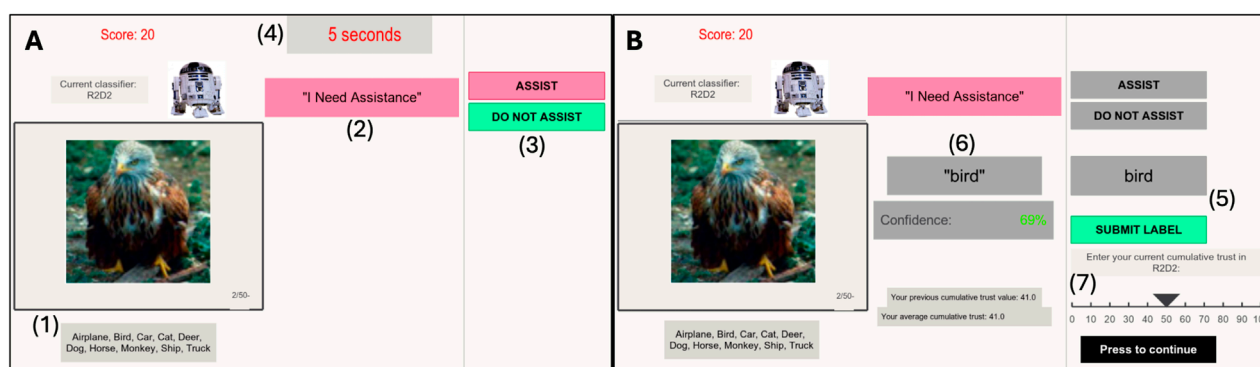 A
Score: 20
(4)
5 seconds
Current classifier:
R2D2
"I Need Assistance"
(2)
ASSIST
DO NOT ASSIST
(3)
2/50-
(1)
Airplane, Bird, Car, Cat, Deer,
Dog, Horse, Monkey, Ship, Truck
B
Score: 20
Current classifier:
R2D2
"I Need Assistance"
(6)
"bird"
Confidence: 69%
ASSIST
DO NOT ASSIST
bird
(5)
SUBMIT LABEL
Enter your current cumulative trust in
R2D2:
(7)
0 10 20 30 40 50 60 70 80 90
Press to continue
2/50-
Your previous cumulative trust value: 41.0
Your average cumulative trust: 41.0
Airplane, Bird, Car, Cat, Deer,
Dog, Horse, Monkey, Ship, Truck